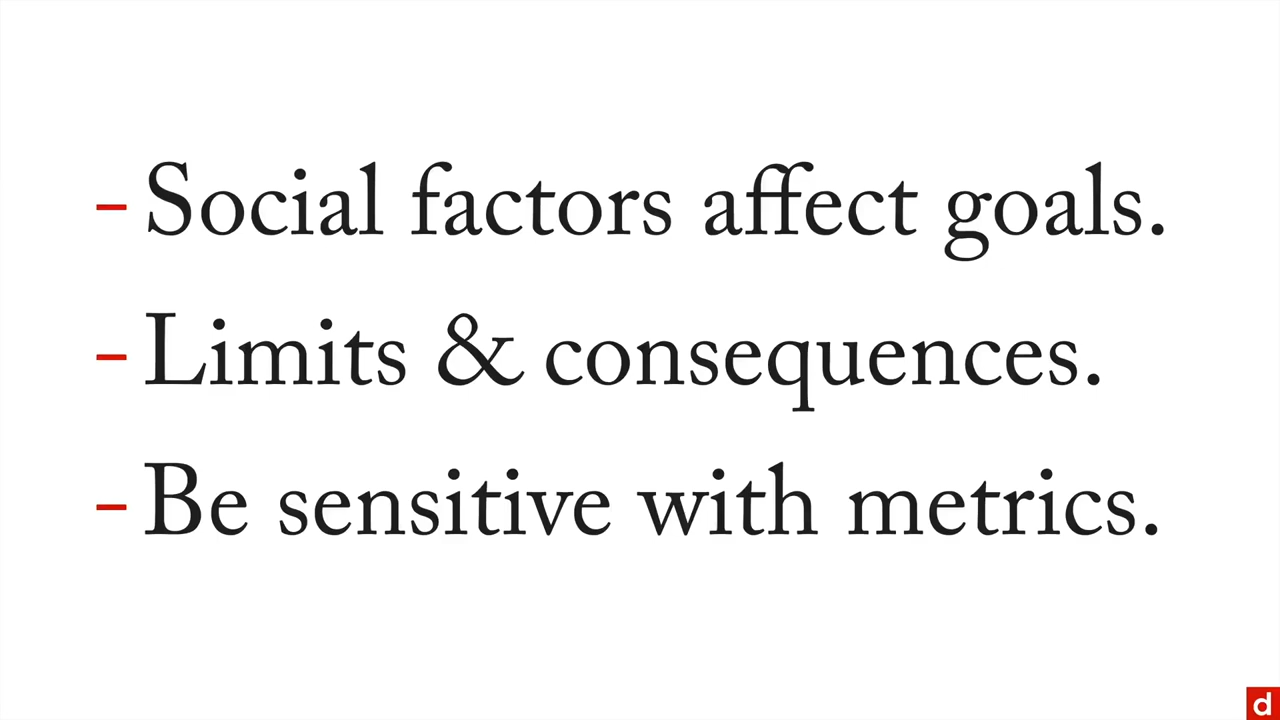 - Social factors affect goals.
- Limits & consequences.
- Be sensitive with metrics.
d